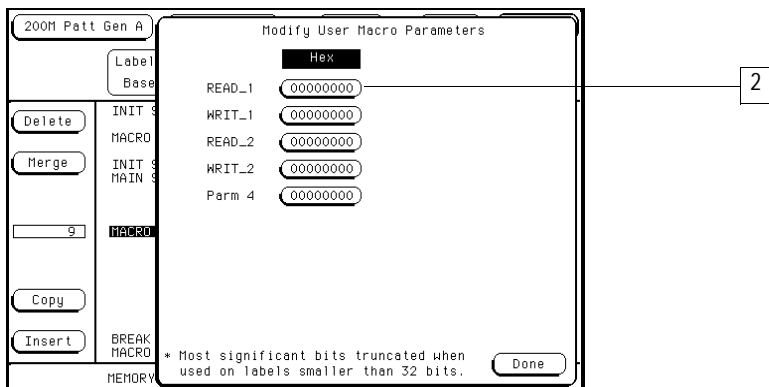 200M Patt Gen A
Modify User Macro Parameters
Label
Base
Hex
READ_1 00000000
2
WRIT_1 00000000
READ_2 00000000
WRIT_2 00000000
Parm 4 00000000
Delete
Merge
9
Copy
Insert
INIT S
MACRO
INIT S
MAIN S
MACRO
BREAK
MACRO
MEMORY
* Most significant bits truncated when
used on labels smaller than 32 bits.
Done